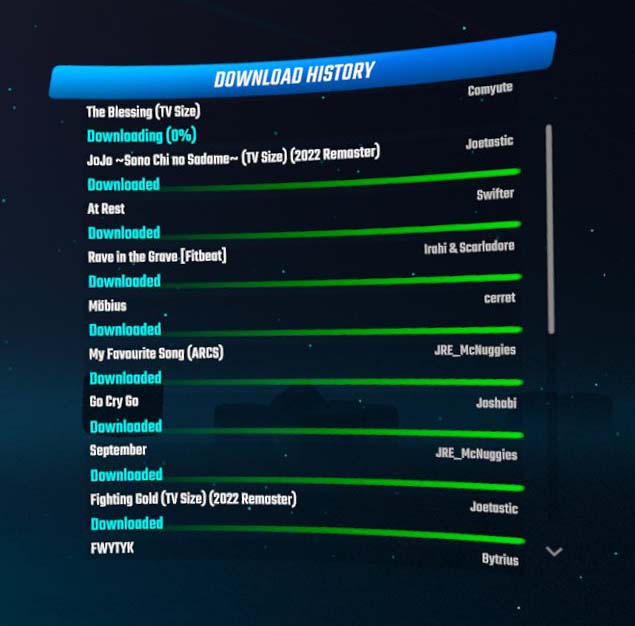 DOWNLOAD HISTORY
The Blessing (TV Size) Comyute
Downloading (0%)
JoJo ~Sono Chi no Sadame~ (TV Size) (2022 Remaster) Joetastic
Downloaded
At Rest Swifter
Downloaded
Rave in the Grave [Fitbeat] Irahi & Scarladore
Downloaded
Möbius cerret
Downloaded
My Favourite Song (ARCS) JRE_McNuggies
Downloaded
Go Cry Go Joshabi
Downloaded
September JRE_McNuggies
Downloaded
Fighting Gold (TV Size) (2022 Remaster) Joetastic
Downloaded
FWYTYK Bytrius